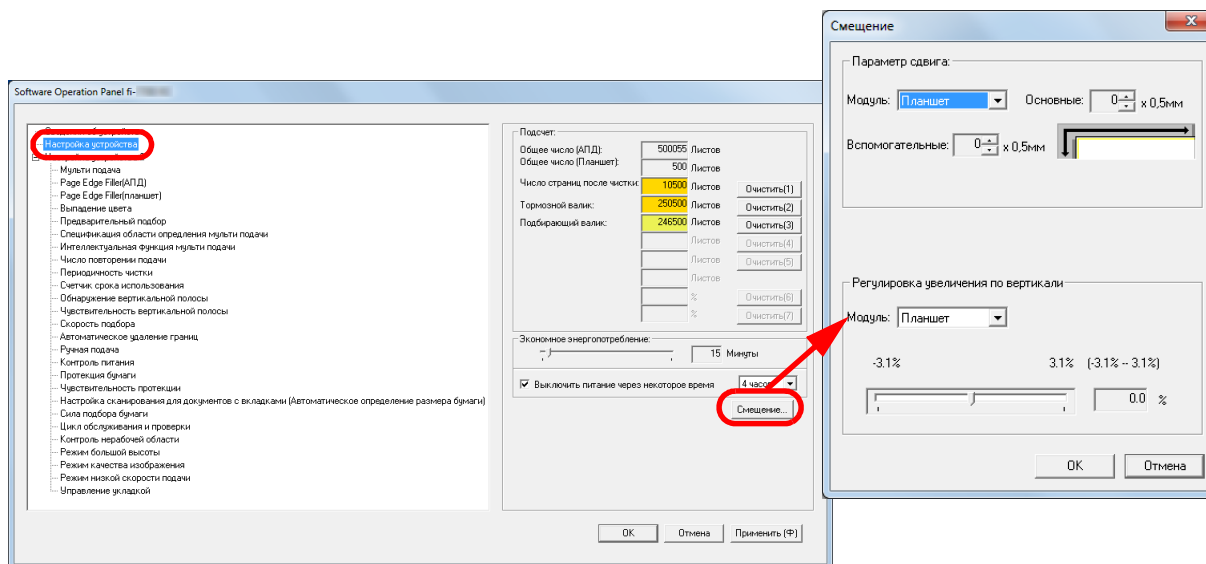 Software Operation Panel fi-
Настройка устройства
Мульти подача
Page Edge Filler(АПД)
Page Edge Filler(планшет)
Выпадение цвета
Предварительный подбор
Спецификация области опредления мульти подачи
Интеллектуальная функция мульти подачи
Число повторении подачи
Периодичность чистки
Счетчик срока использования
Обнаружение вертикальной полосы
Чувствительность вертикальной полосы
Скорость подбора
Автоматическое удаление границ
Ручная подача
Контроль питания
Протекция бумаги
Чувствительность протекции
Настройка сканирования для документов с вкладками (Автоматическое определение размера бумаги)
Сила подбора бумаги
Цикл обслуживания и проверки
Контроль нерабочей области
Режим большой высоты
Режим качества изображения
Режим низкой скорости подачи
Управление укладкой
Подсчет:
Общее число (АПД): 500055 Листов
Общее число (Планшет): 500 Листов
Число страниц после чистки: 10500 Листов Очистить(1)
Тормозной валик: 250500 Листов Очистить(2)
Подбирающий валик: 246500 Листов Очистить(3)
Листов Очистить(4)
Листов Очистить(5)
Листов
% Очистить(6)
% Очистить(7)
Экономное энергопотребление:
15 Минуты
Выключить питание через некоторое время 4 часов
Смещение...
OK Отмена Применить (Ф)
Смещение
Параметр сдвига:
Модуль: Планшет Основные: 0 x 0,5мм
Вспомогательные: 0 x 0,5мм
Регулировка увеличения по вертикали
Модуль: Планшет
-3.1% 3.1% (-3.1% -- 3.1%)
0.0 %
OK Отмена